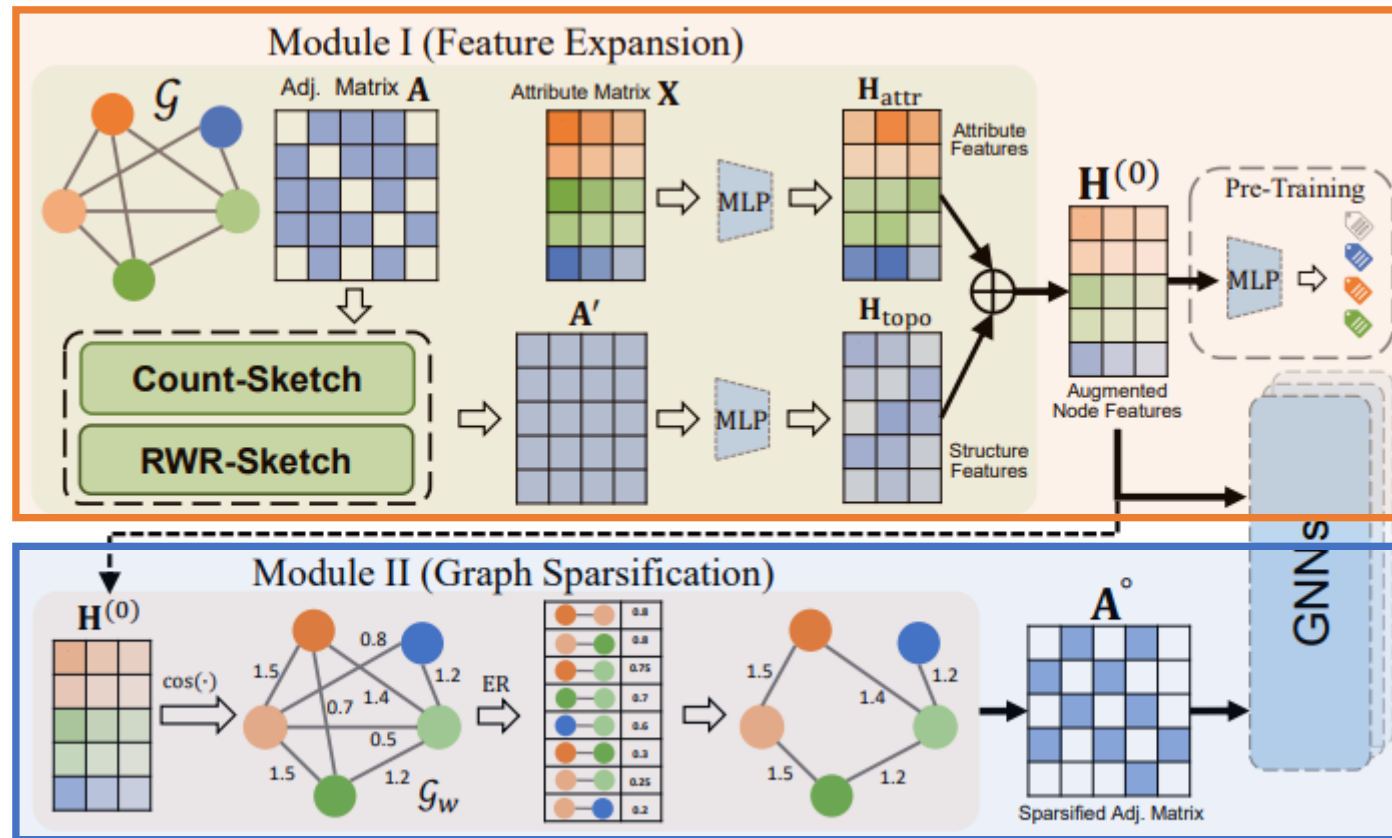 Module I (Feature Expansion)
𝒢
Adj. Matrix A
Attribute Matrix X
MLP
H_attr
Attribute
Features
H^(0)
Pre-Training
MLP
Augmented
Node Features
Count-Sketch
RWR-Sketch
A′
MLP
H_topo
Structure
Features
GNNs
Module II (Graph Sparsification)
H^(0)
cos(·)
1.5
0.8
1.2
0.7
1.4
0.5
1.5
1.2
𝒢_w
ER
0.8
0.8
0.75
0.7
0.6
0.3
0.25
0.2
1.5
1.4
1.2
1.5
1.2
A°
Sparsified Adj. Matrix